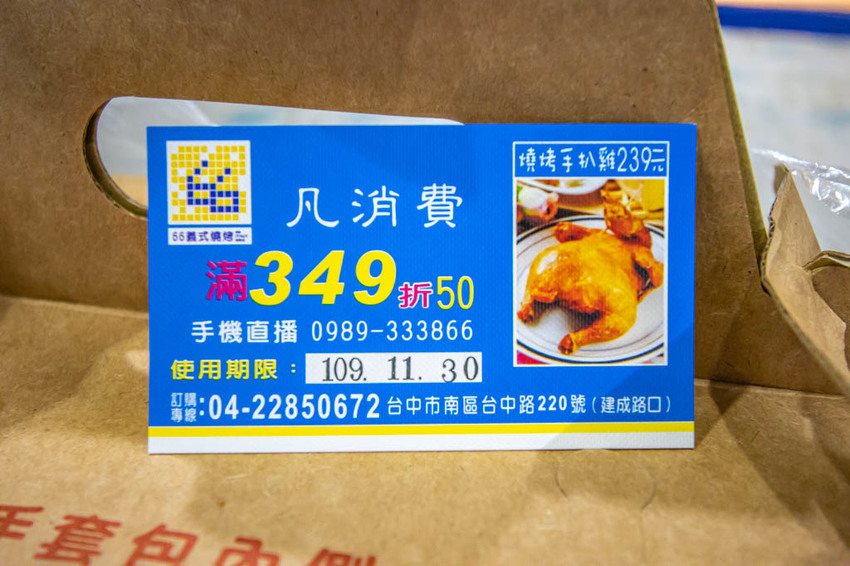 66義式燒烤
凡消費
滿349折50
手機直播 0989-333866
使用期限：109. 11. 30
訂購專線：04-22850672 台中市南區台中路220號（建成路口）
燒烤手扒雞239元
手套包內側